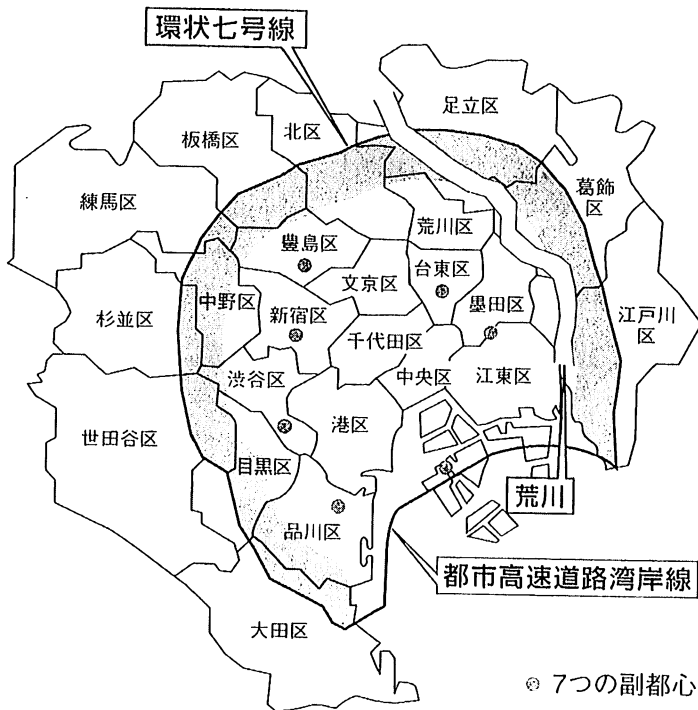 環状七号線
足立区
北区
板橋区
葛飾
区
練馬区
荒川区
豊島区
台東区
文京区
墨田区
中野区
江戸川
区
杉並区
新宿区
千代田区
渋谷区
中央区
江東区
港区
世田谷区
目黒区
荒川
品川区
都市高速道路湾岸線
大田区
7つの副都心